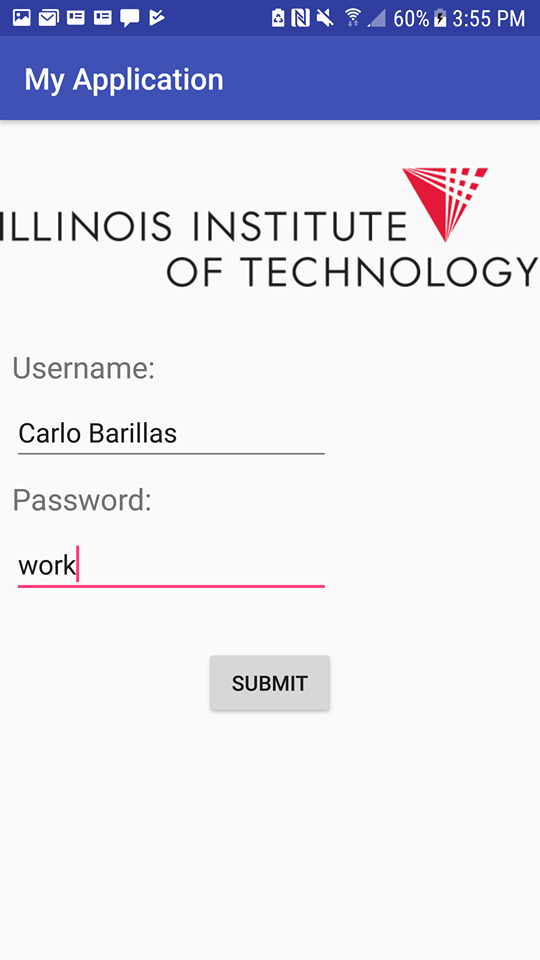 60% 3:55 PM
My Application
ILLINOIS INSTITUTE
OF TECHNOLOGY
Username:
Carlo Barillas
Password:
work
SUBMIT